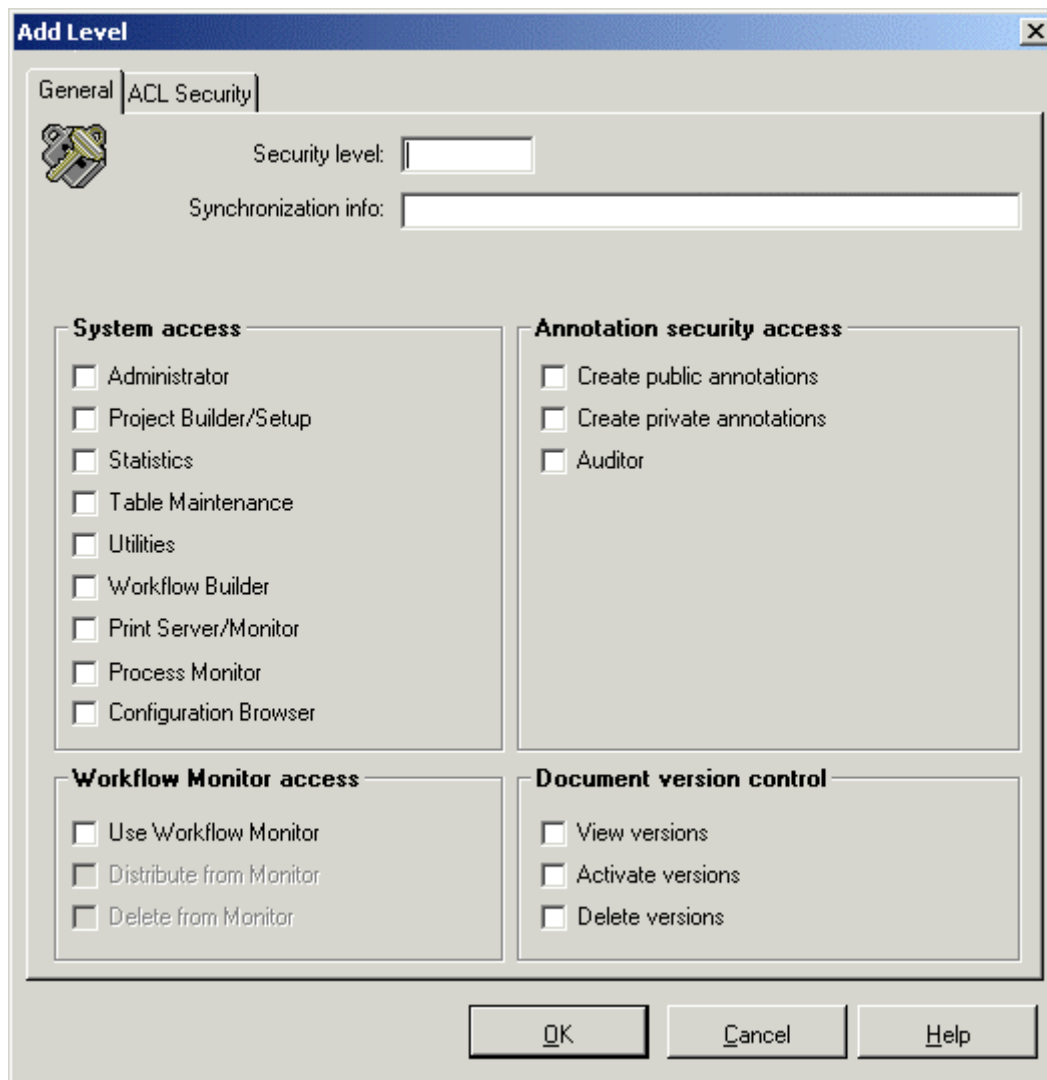 Add Level
General
ACL Security
Security level:
Synchronization info:
System access
Administrator
Project Builder/Setup
Statistics
Table Maintenance
Utilities
Workflow Builder
Print Server/Monitor
Process Monitor
Configuration Browser
Annotation security access
Create public annotations
Create private annotations
Auditor
Workflow Monitor access
Use Workflow Monitor
Distribute from Monitor
Delete from Monitor
Document version control
View versions
Activate versions
Delete versions
OK
Cancel
Help